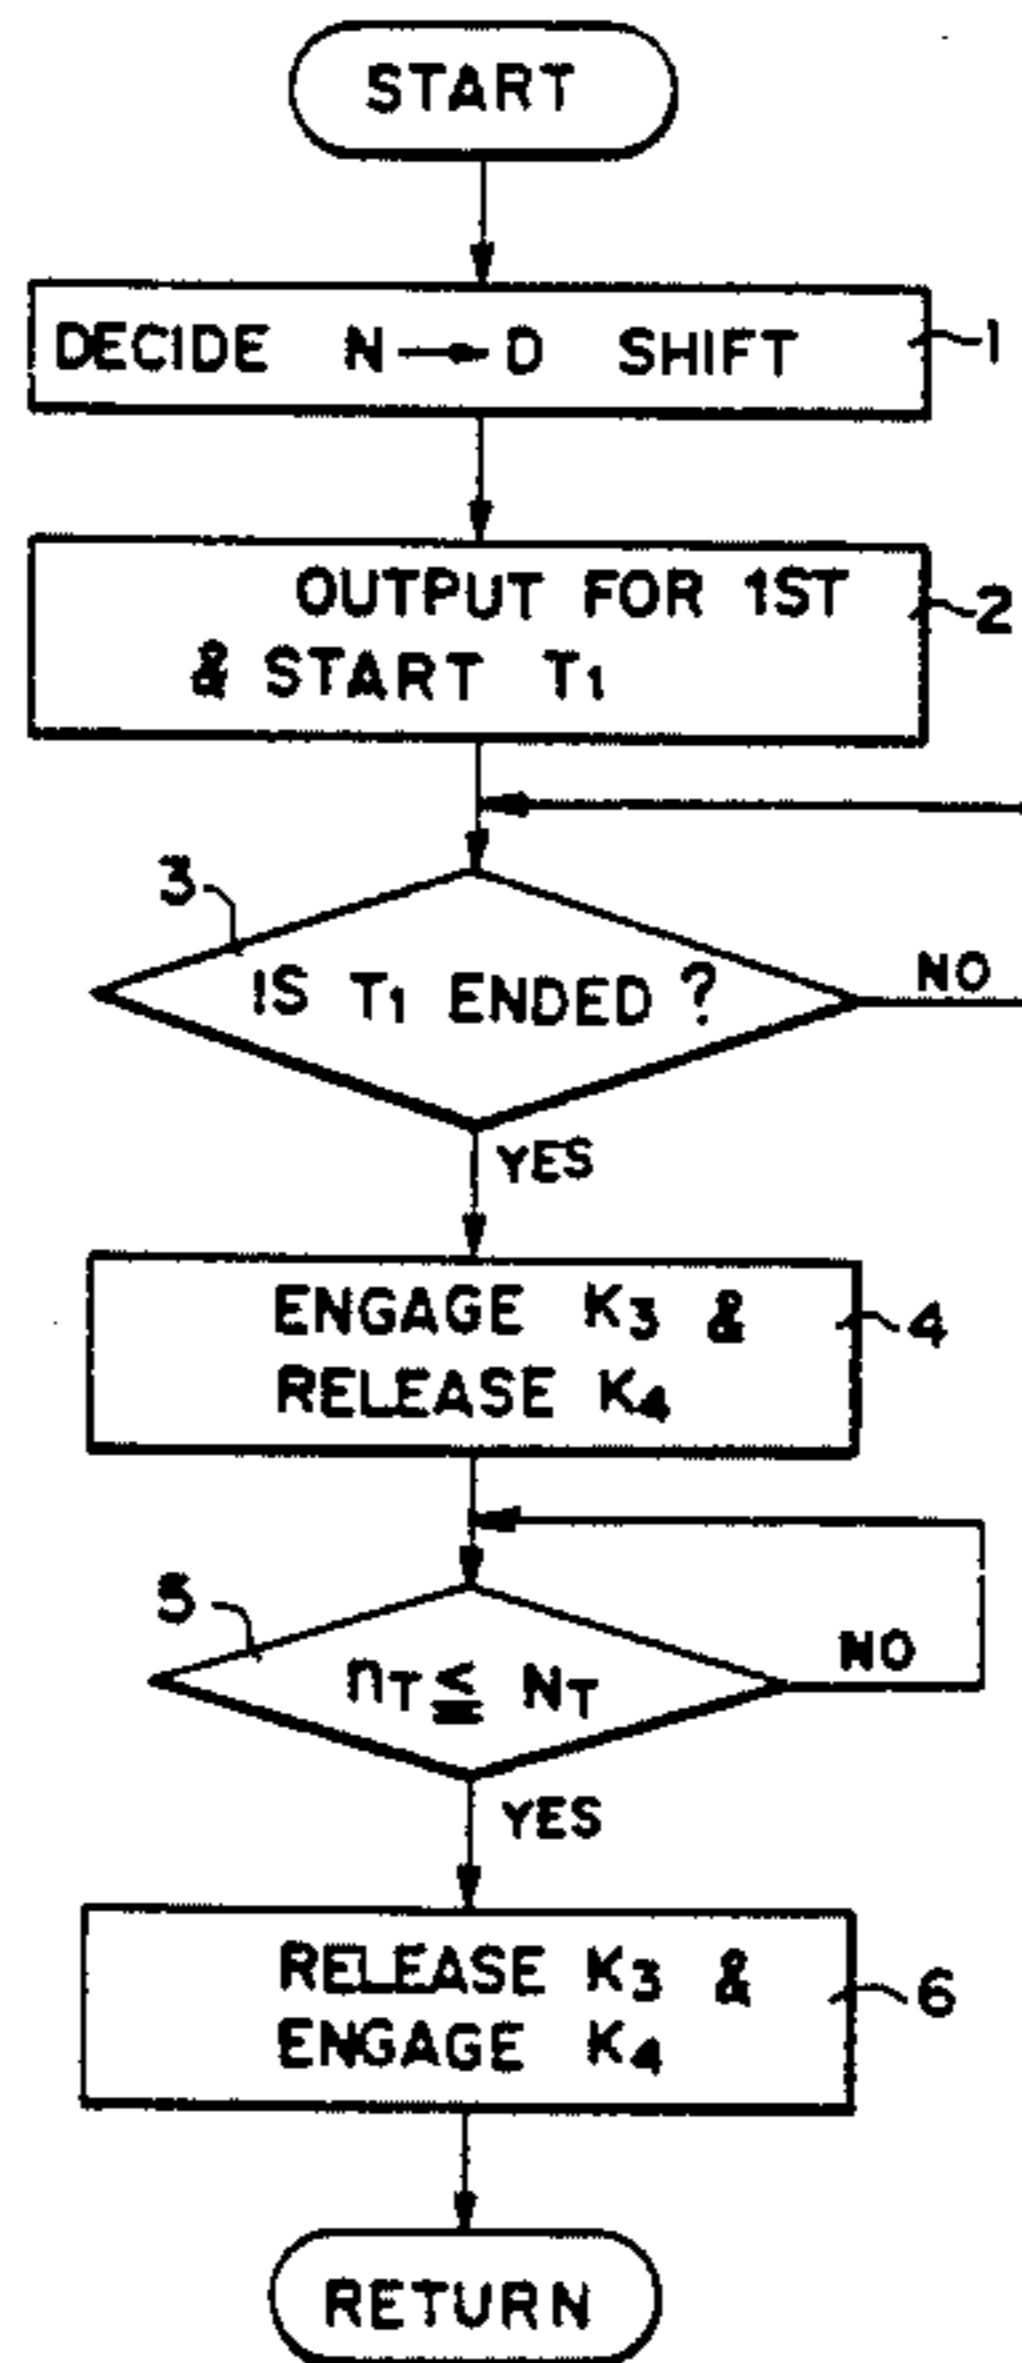 START
DECIDE N→D SHIFT
1
OUTPUT FOR 1ST
& START T1
2
3
IS T1 ENDED ?
NO
YES
ENGAGE K3 &
RELEASE K4
4
5
nT ≦ NT
NO
YES
RELEASE K3 &
ENGAGE K4
6
RETURN